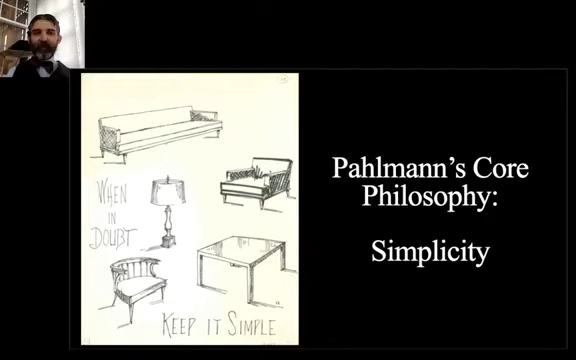 WHEN
IN
DOUBT
KEEP IT SIMPLE
Pahlmann's Core
Philosophy:
Simplicity